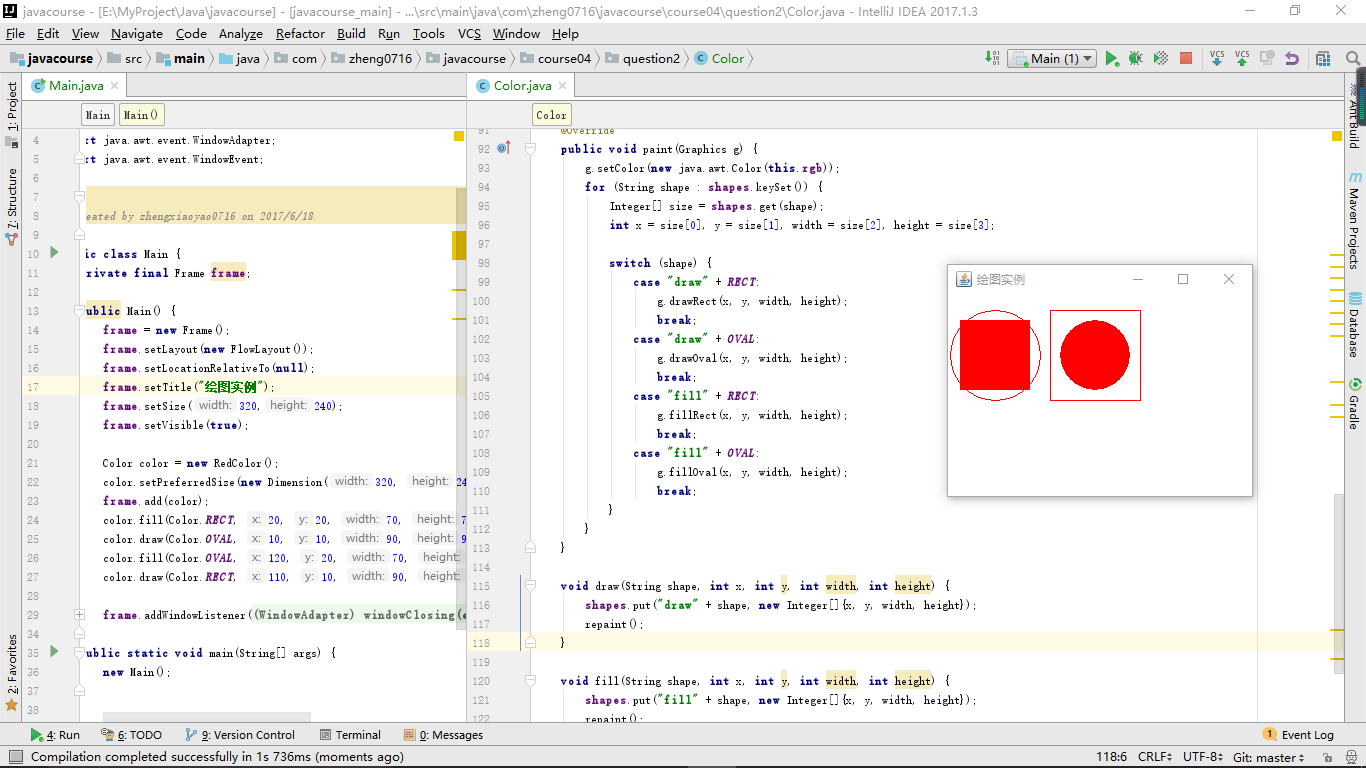 javacourse - [E:\MyProject\Java\javacourse] - [javacourse_main] - ...\src\main\java\com\zheng0716\javacourse\course04\question2\Color.java - IntelliJ IDEA 2017.1.3
File Edit View Navigate Code Analyze Refactor Build Run Tools VCS Window Help
javacourse src main java com zheng0716 javacourse course04 question2 Color Main (1) VCS VCS
1: Project
7: Structure
2: Favorites
Main.java
Main Main()
4 rt java.awt.event.WindowAdapter;
5 rt java.awt.event.WindowEvent;
6
7
8 eated by zhengxiaoyao0716 on 2017/6/18.
9
10 ic class Main {
11 rivate final Frame frame;
12
13 ublic Main() {
14 frame = new Frame();
15 frame.setLayout(new FlowLayout());
16 frame.setLocationRelativeTo(null);
17 frame.setTitle("绘图实例");
18 frame.setSize( width: 320, height: 240);
19 frame.setVisible(true);
20
21 Color color = new RedColor();
22 color.setPreferredSize(new Dimension( width: 320, height: 24
23 frame.add(color);
24 color.fill(Color.RECT, x: 20, y: 20, width: 70, height: 7
25 color.draw(Color.OVAL, x: 10, y: 10, width: 90, height: 9
26 color.fill(Color.OVAL, x: 120, y: 20, width: 70, height:
27 color.draw(Color.RECT, x: 110, y: 10, width: 90, height:
28
29 frame.addWindowListener((WindowAdapter) windowClosing(e
34
35 ublic static void main(String[] args) {
36 new Main();
37
38
Color.java
Color
91 @Override
92 public void paint(Graphics g) {
93 g.setColor(new java.awt.Color(this.rgb));
94 for (String shape : shapes.keySet()) {
95 Integer[] size = shapes.get(shape);
96 int x = size[0], y = size[1], width = size[2], height = size[3];
97
98 switch (shape) {
99 case "draw" + RECT:
100 g.drawRect(x, y, width, height);
101 break;
102 case "draw" + OVAL:
103 g.drawOval(x, y, width, height);
104 break;
105 case "fill" + RECT:
106 g.fillRect(x, y, width, height);
107 break;
108 case "fill" + OVAL:
109 g.fillOval(x, y, width, height);
110 break;
111 }
112 }
113 }
114
115 void draw(String shape, int x, int y, int width, int height) {
116 shapes.put("draw" + shape, new Integer[]{x, y, width, height});
117 repaint();
118 }
119
120 void fill(String shape, int x, int y, int width, int height) {
121 shapes.put("fill" + shape, new Integer[]{x, y, width, height});
122 repaint();
绘图实例
Ant Build
Maven Projects
Database
Gradle
4: Run 6: TODO 9: Version Control Terminal 0: Messages 1 Event Log
Compilation completed successfully in 1s 736ms (moments ago) 118:6 CRLF UTF-8 Git: master